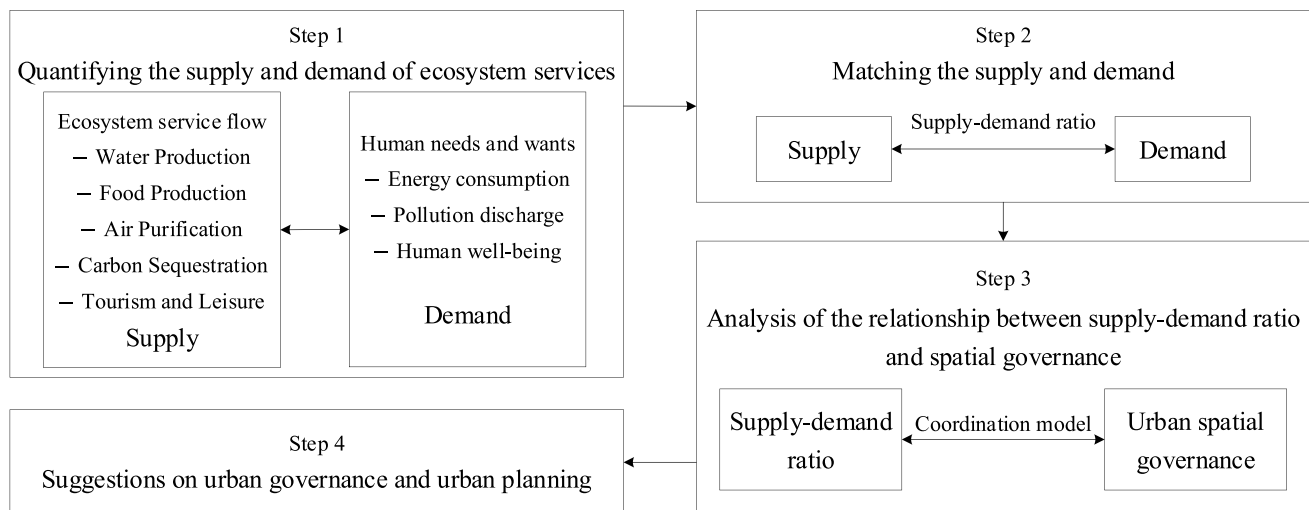 Step 1
Quantifying the supply and demand of ecosystem services
Ecosystem service flow
– Water Production
– Food Production
– Air Purification
– Carbon Sequestration
– Tourism and Leisure
Supply
Human needs and wants
– Energy consumption
– Pollution discharge
– Human well-being
Demand
Step 2
Matching the supply and demand
Supply
Supply-demand ratio
Demand
Step 3
Analysis of the relationship between supply-demand ratio
and spatial governance
Supply-demand
ratio
Coordination model
Urban spatial
governance
Step 4
Suggestions on urban governance and urban planning